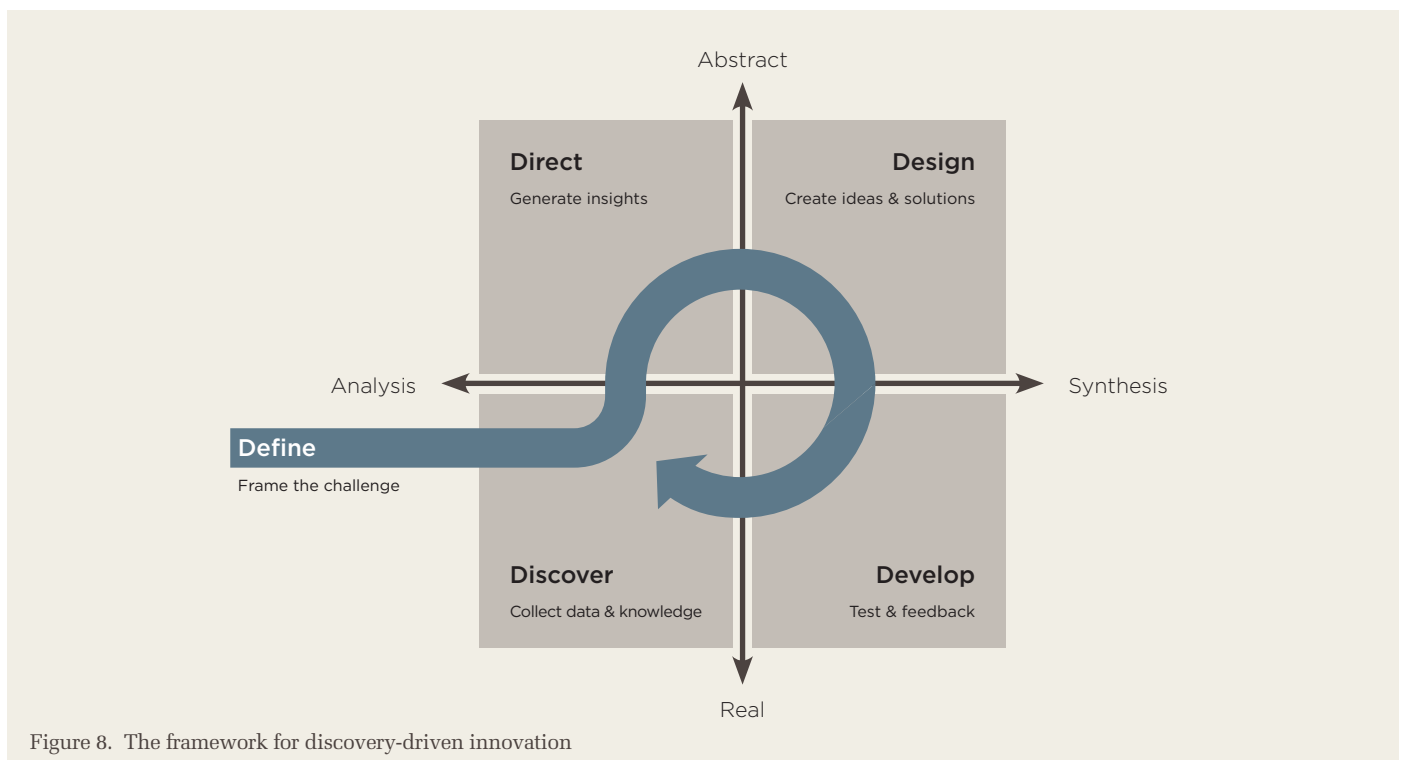 Abstract
Direct
Generate insights
Design
Create ideas & solutions
Analysis
Synthesis
Define
Frame the challenge
Discover
Collect data & knowledge
Develop
Test & feedback
Real
Figure 8. The framework for discovery-driven innovation